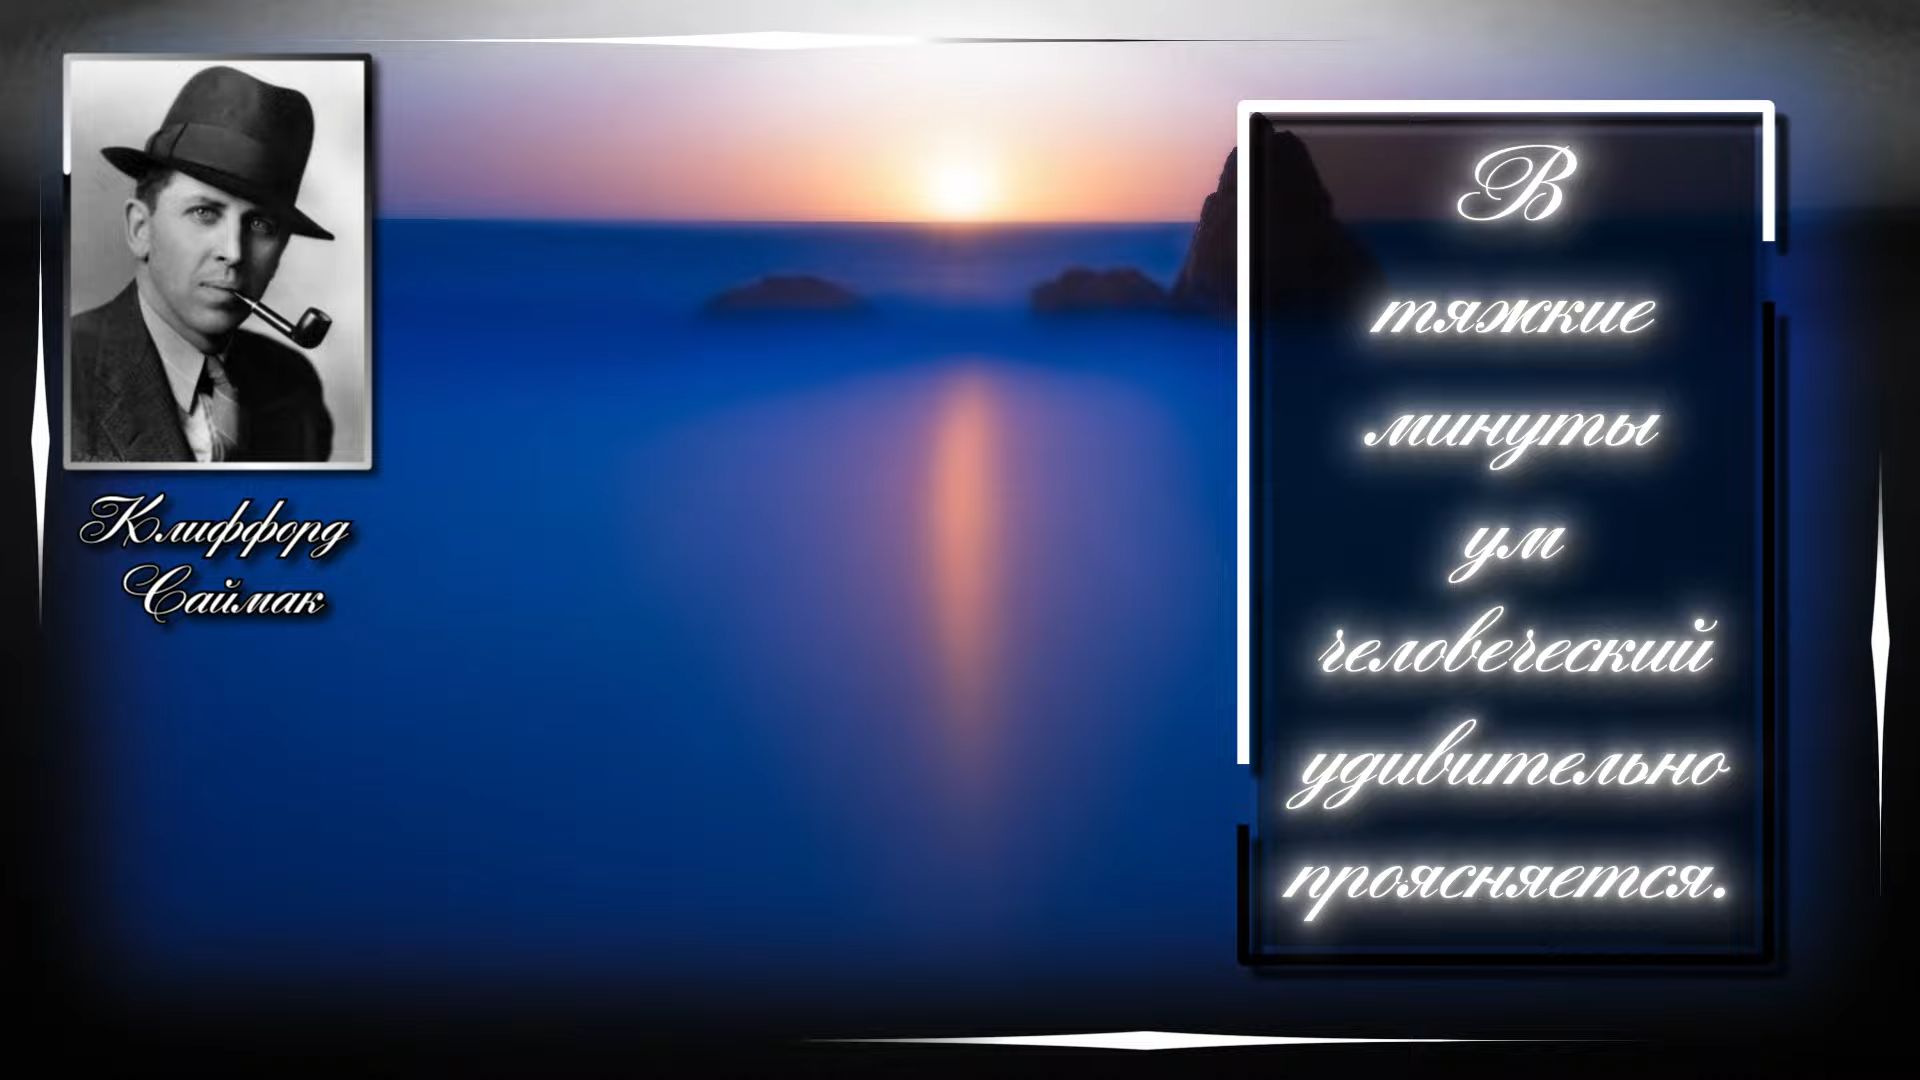 Клиффорд
Саймак
В
тяжкие
минуты
ум
человеческий
удивительно
проясняется.